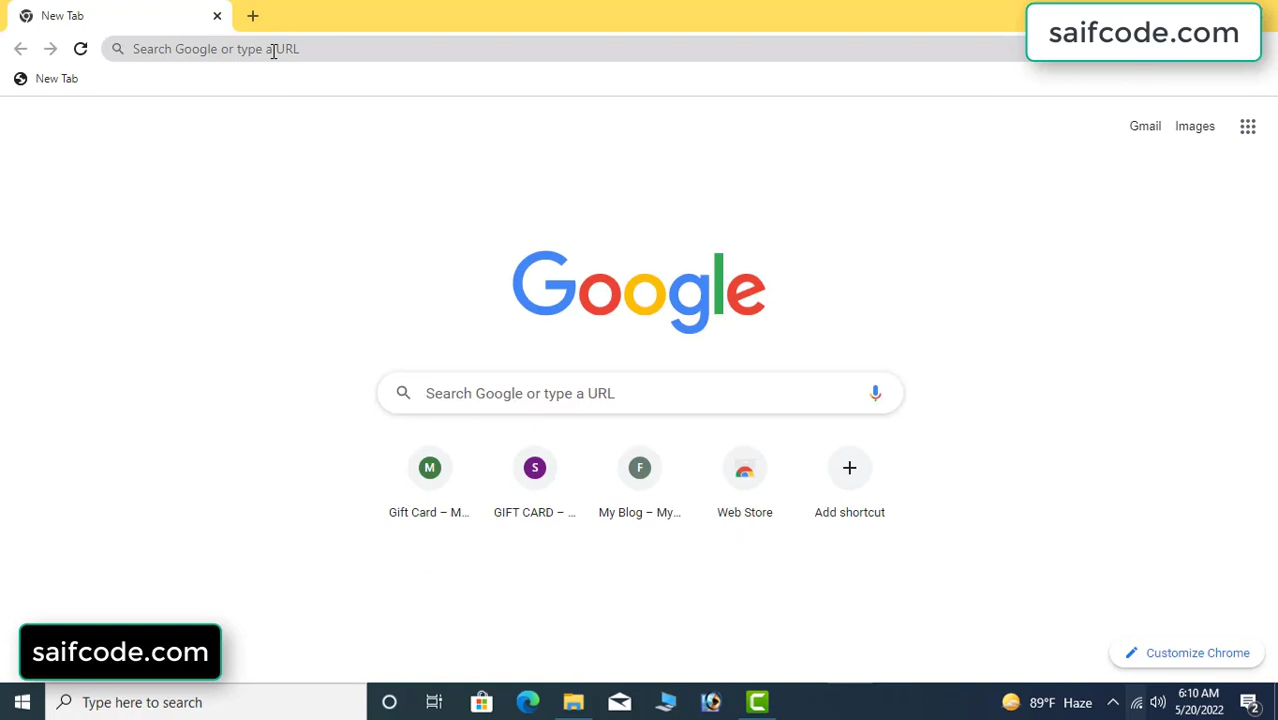 New Tab
saifcode.com
Search Google or type a URL
New Tab
Gmail Images
Google
Search Google or type a URL
M S F
Gift Card – M... GIFT CARD – ... My Blog – My... Web Store Add shortcut
saifcode.com
Customize Chrome
Type here to search
89°F Haze
6:10 AM
5/20/2022
2